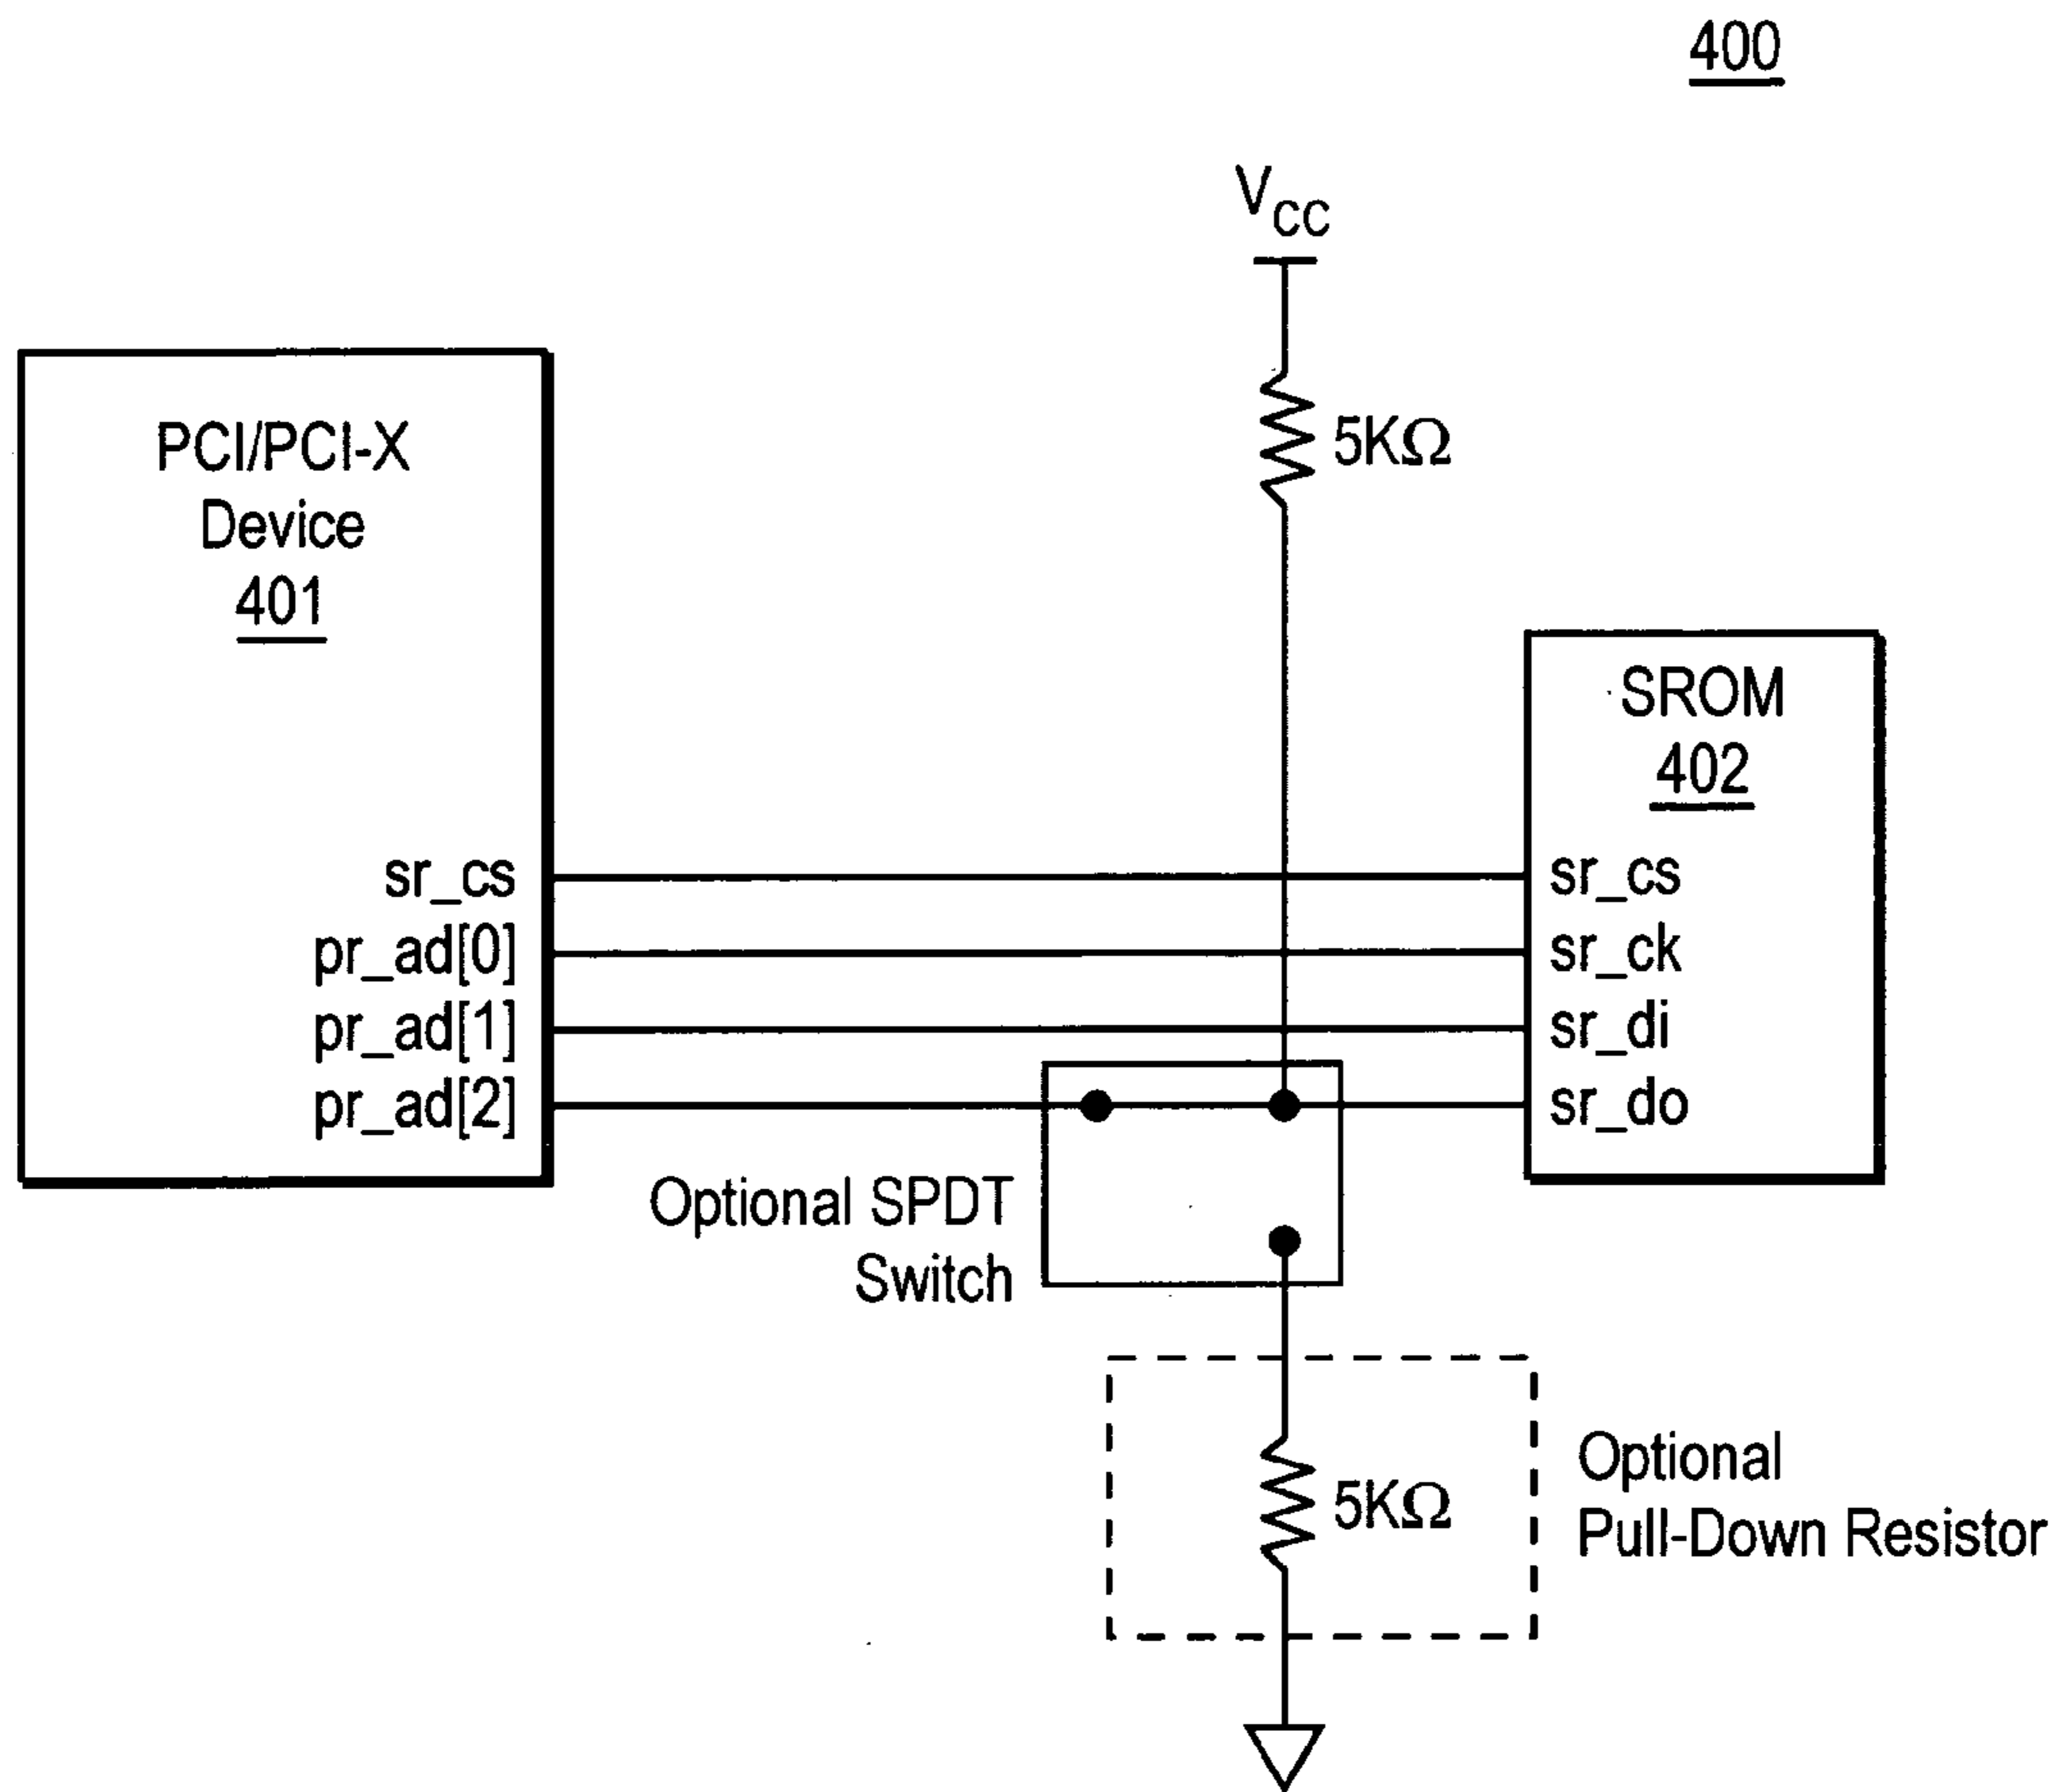 400
V_CC
5KΩ
PCI/PCI-X
Device
401
SROM
402
sr_cs
pr_ad[0]
pr_ad[1]
pr_ad[2]
sr_cs
sr_ck
sr_di
sr_do
Optional SPDT
Switch
5KΩ
Optional
Pull-Down Resistor